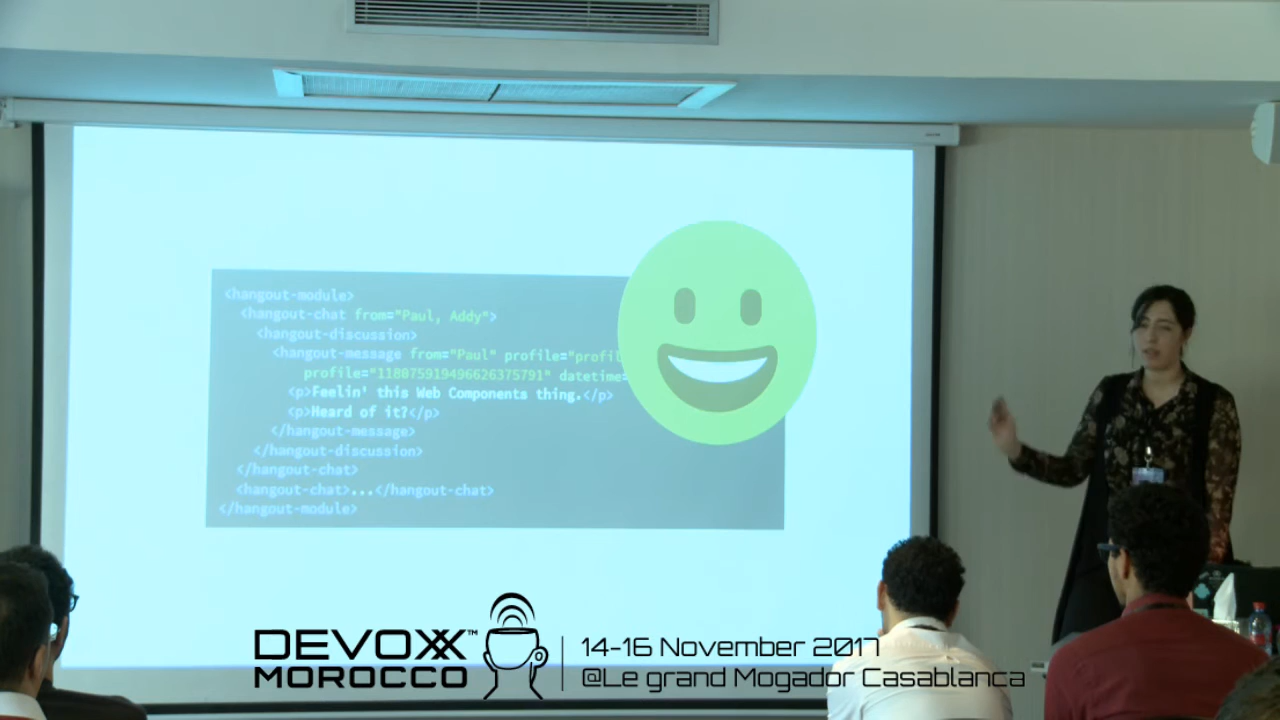 <hangout-module>
<hangout-chat from="Paul, Addy">
<hangout-discussion>
<hangout-message from="Paul" profile="profil
profile="118075919496626375791" datetime=
<p>Feelin' this Web Components thing.</p>
<p>Heard of it?</p>
</hangout-message>
</hangout-discussion>
</hangout-chat>
<hangout-chat>...</hangout-chat>
</hangout-module>
DEVOXX™
MOROCCO
14-16 November 2017
@Le grand Mogador Casablanca